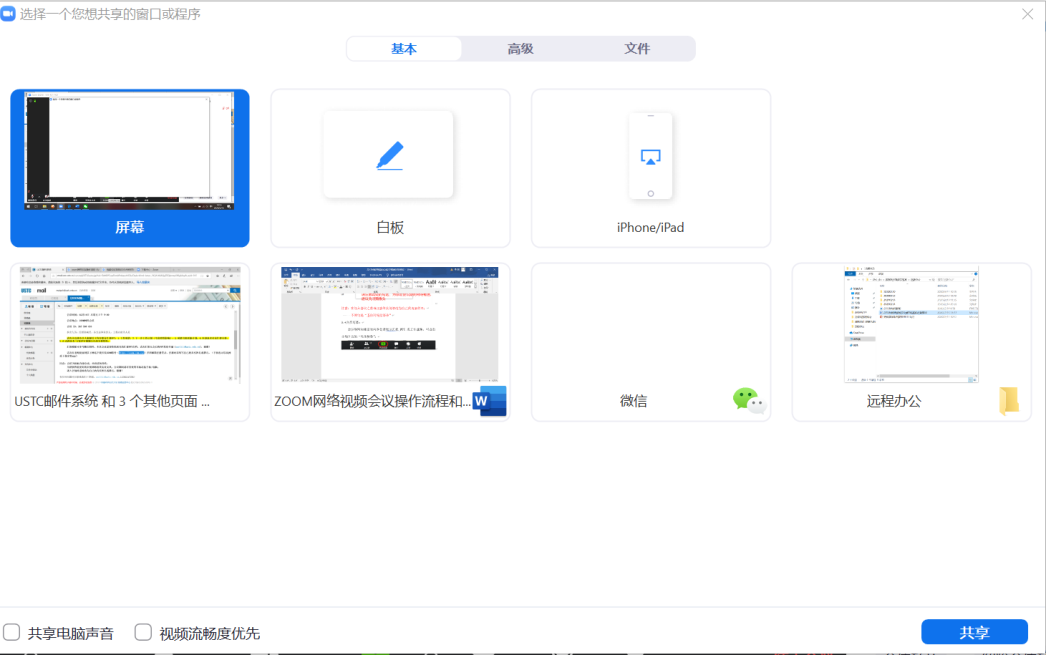 选择一个您想共享的窗口或程序
基本
高级
文件
屏幕
白板
iPhone/iPad
USTC邮件系统 和 3 个其他页面 ...
ZOOM网络视频会议操作流程和...
微信
远程办公
共享电脑声音
视频流畅度优先
共享